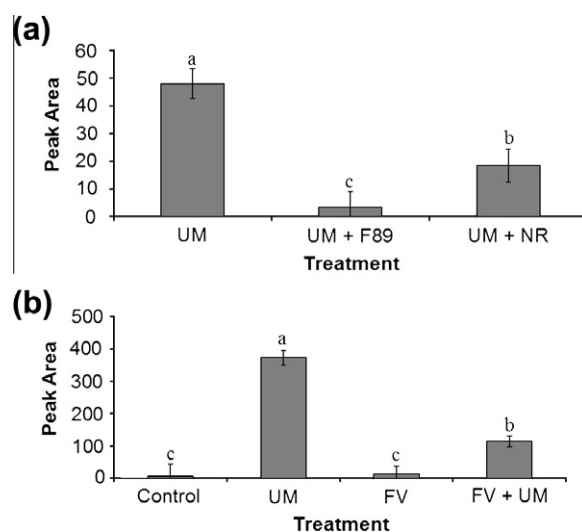 (a)
Peak Area
60
50
40
30
20
10
0
a
c
b
UM UM + F89 UM + NR
Treatment
(b)
Peak Area
500
400
300
200
100
0
c
a
c
b
Control UM FV FV + UM
Treatment